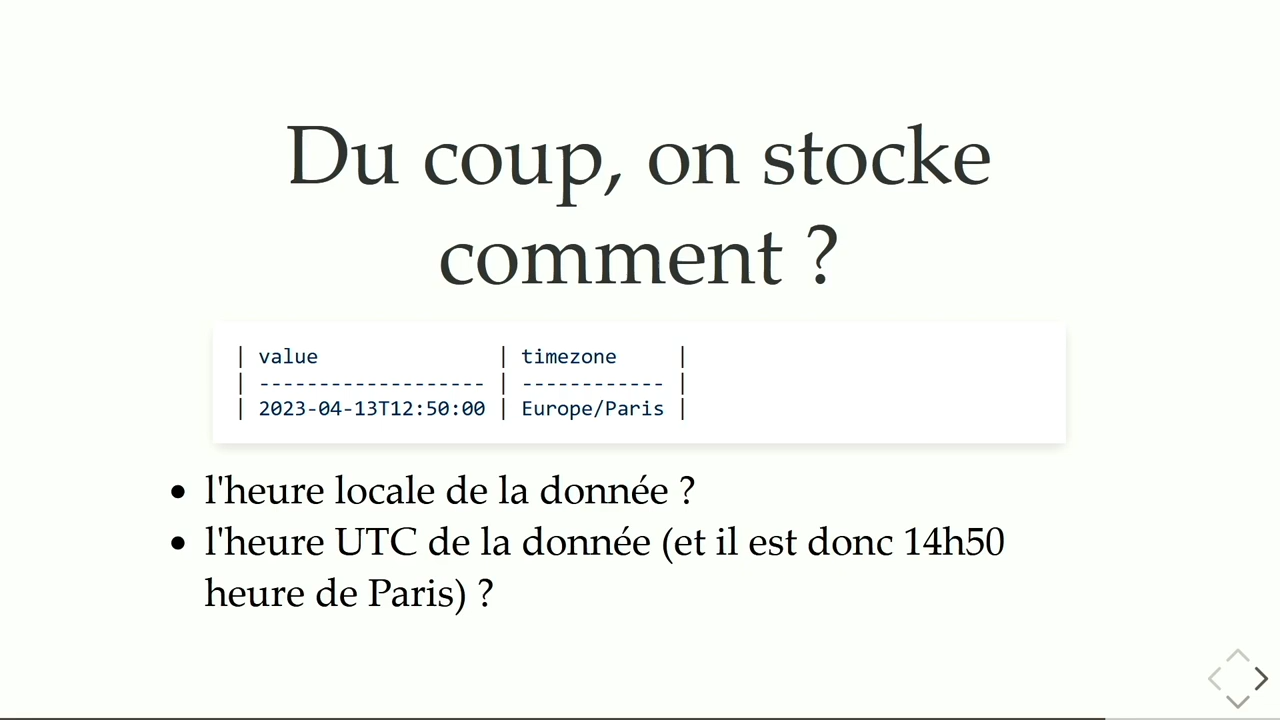 Du coup, on stocke
comment ?
| value               | timezone     |
| ------------------- | ------------ |
| 2023-04-13T12:50:00 | Europe/Paris |
• l'heure locale de la donnée ?
• l'heure UTC de la donnée (et il est donc 14h50
heure de Paris) ?